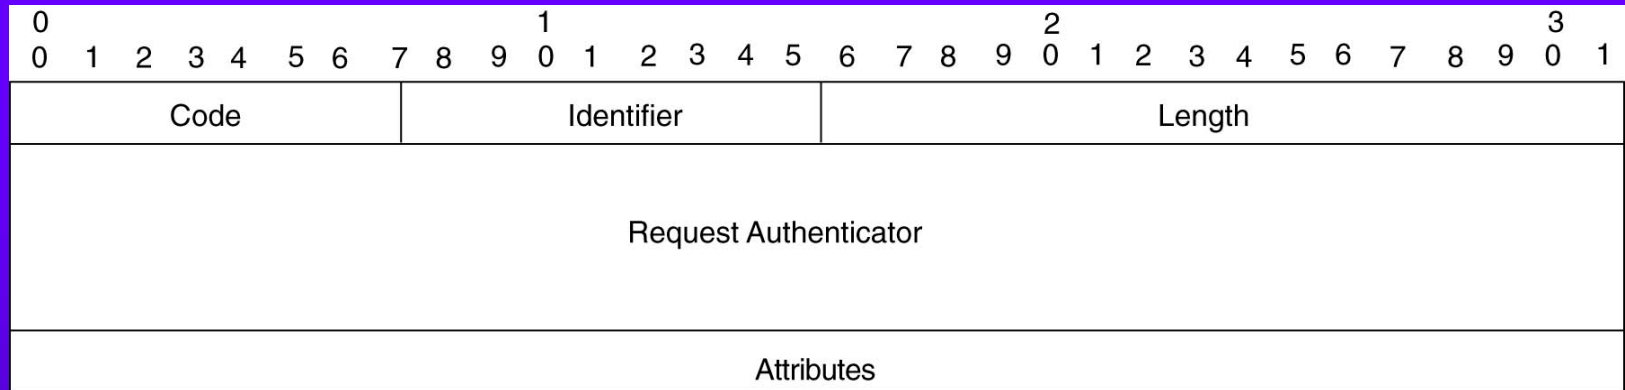 0 1 2 3
0 1 2 3 4 5 6 7 8 9 0 1 2 3 4 5 6 7 8 9 0 1 2 3 4 5 6 7 8 9 0 1
Code Identifier Length
Request Authenticator
Attributes